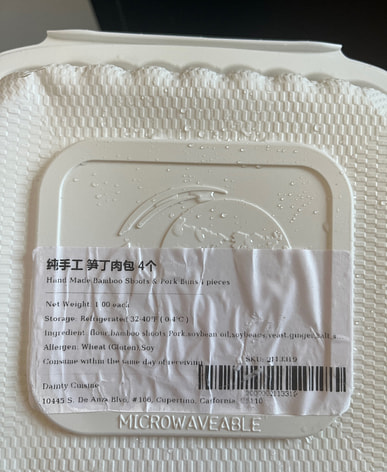 纯手工 笋丁肉包 4个
Hand Made Bamboo Shoots & Pork Buns 4 pieces
Net Weight: 1.00 each
Storage: Refrigerated 32-40°F ( 0-4°C )
Ingredient: flour,bamboo shoots,Pork,soybean oil,soybeans,yeast,ginger,salt,s
Allergen: Wheat (Gluten),Soy
Consume within the same day of receiving
SKU: 2113319
Dainty Cuisine
10445 S. De Anza Blvd, #100, Cupertino, California,
MICROWAVEABLE